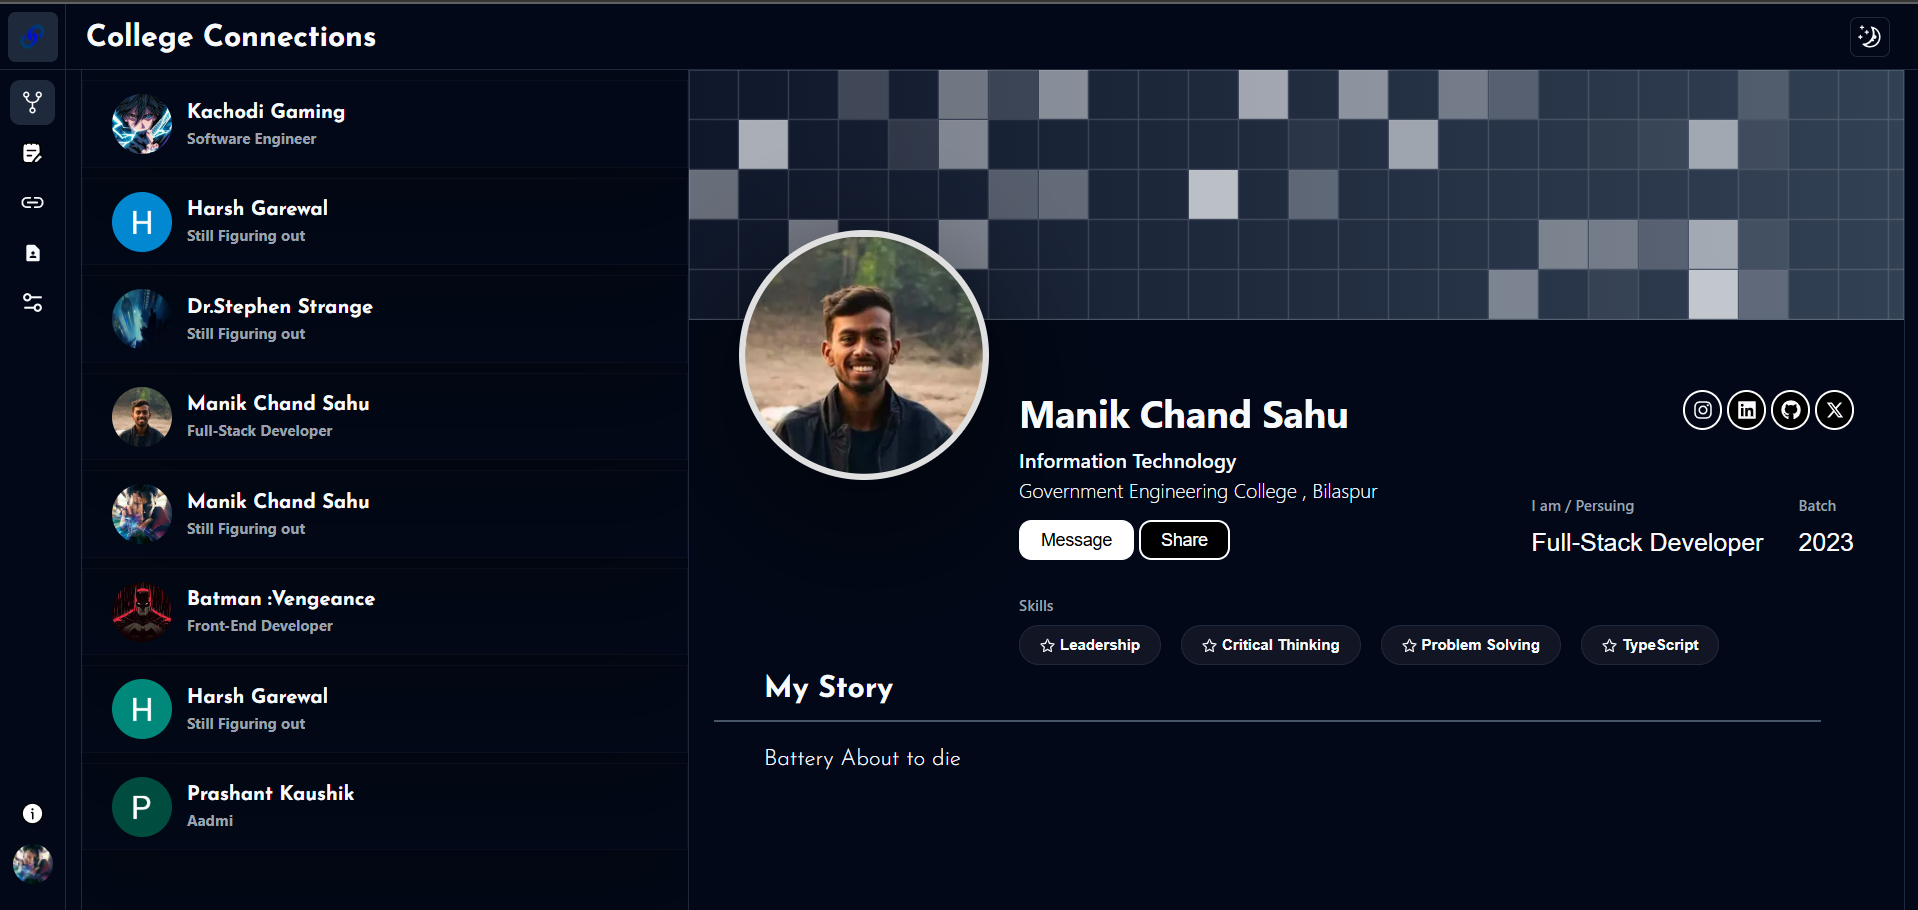 College Connections
Kachodi Gaming
Software Engineer
H
Harsh Garewal
Still Figuring out
Dr.Stephen Strange
Still Figuring out
Manik Chand Sahu
Full-Stack Developer
Manik Chand Sahu
Still Figuring out
Batman :Vengeance
Front-End Developer
H
Harsh Garewal
Still Figuring out
P
Prashant Kaushik
Aadmi
Manik Chand Sahu
Information Technology
Government Engineering College , Bilaspur
Message Share
I am / Persuing
Full-Stack Developer
Batch
2023
Skills
Leadership Critical Thinking Problem Solving TypeScript
My Story
Battery About to die